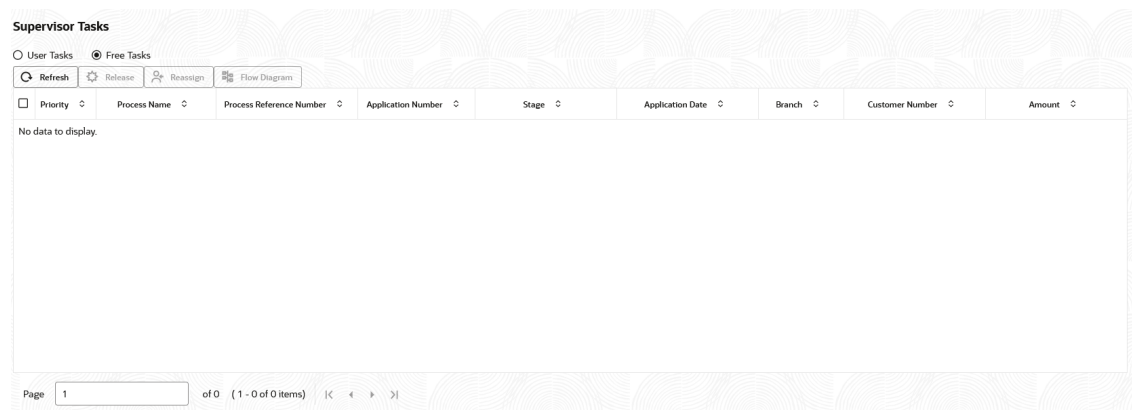 Supervisor Tasks
User Tasks Free Tasks
Refresh Release Reassign Flow Diagram
Priority Process Name Process Reference Number Application Number Stage Application Date Branch Customer Number Amount
No data to display.
Page 1 of 0 ( 1 - 0 of 0 items)